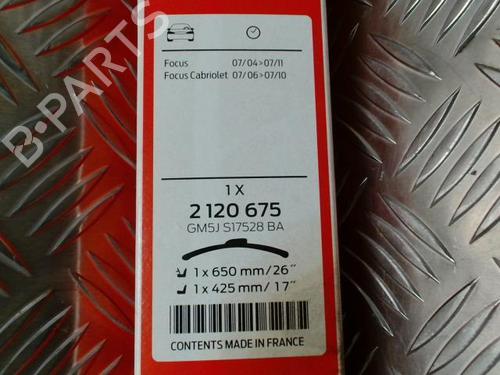 B-PARTS
Focus 07/04>07/11
Focus Cabriolet 07/06>07/10
1 X
2 120 675
GM5J S17528 BA
1 x 650 mm/26″
1 x 425 mm/17″
CONTENTS MADE IN FRANCE